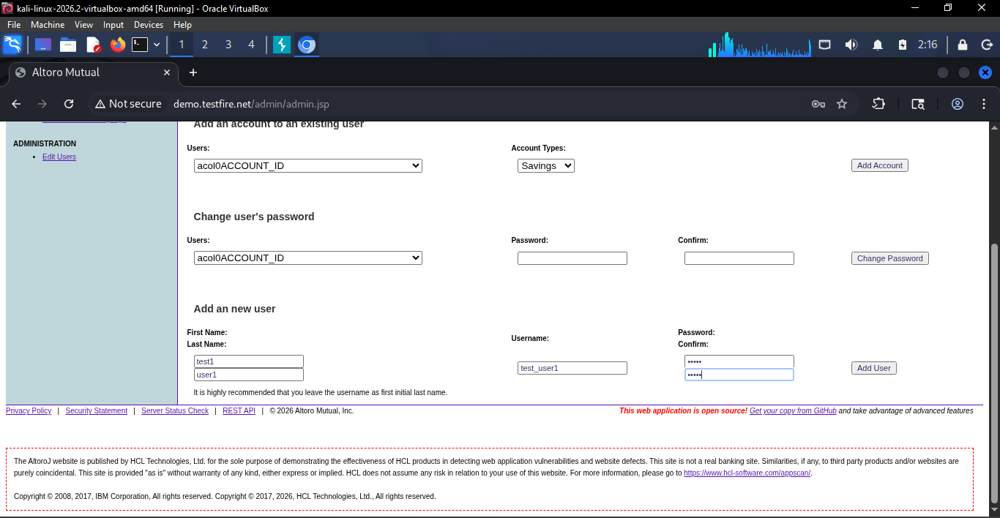 kali-linux-2026.2-virtualbox-amd64 [Running] - Oracle VirtualBox
File Machine View Input Devices Help
1 2 3 4 2:16
Altoro Mutual
Not secure demo.testfire.net/admin/admin.jsp
Add an account to an existing user
ADMINISTRATION
Edit Users
Users: Account Types:
acol0ACCOUNT_ID Savings Add Account
Change user's password
Users: Password: Confirm:
acol0ACCOUNT_ID Change Password
Add an new user
First Name: Password:
Last Name: Username: Confirm:
test1 •••••
user1 test_user1 ••••• Add User
It is highly recommended that you leave the username as first initial last name.
Privacy Policy | Security Statement | Server Status Check | REST API | © 2026 Altoro Mutual, Inc. This web application is open source! Get your copy from GitHub and take advantage of advanced features
The AltoroJ website is published by HCL Technologies, Ltd. for the sole purpose of demonstrating the effectiveness of HCL products in detecting web application vulnerabilities and website defects. This site is not a real banking site. Similarities, if any, to third party products and/or websites are
purely coincidental. This site is provided "as is" without warranty of any kind, either express or implied. HCL does not assume any risk in relation to your use of this website. For more information, please go to https://www.hcl-software.com/appscan/.
Copyright © 2008, 2017, IBM Corporation, All rights reserved. Copyright © 2017, 2026, HCL Technologies, Ltd., All rights reserved.